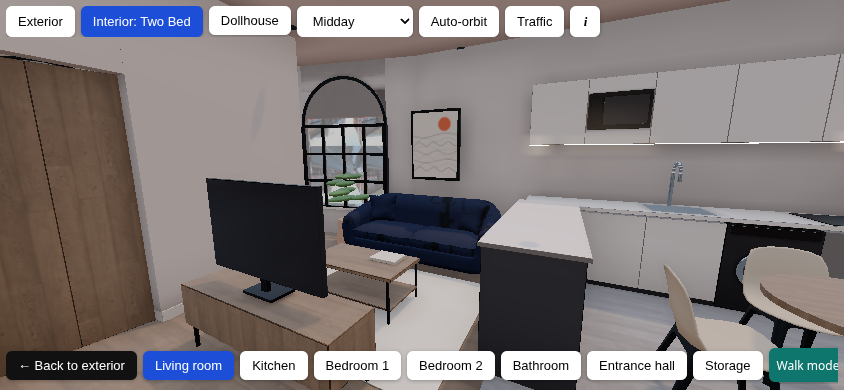 Exterior
Interior: Two Bed
Dollhouse
Midday
Auto-orbit
Traffic
i
← Back to exterior
Living room
Kitchen
Bedroom 1
Bedroom 2
Bathroom
Entrance hall
Storage
Walk mode